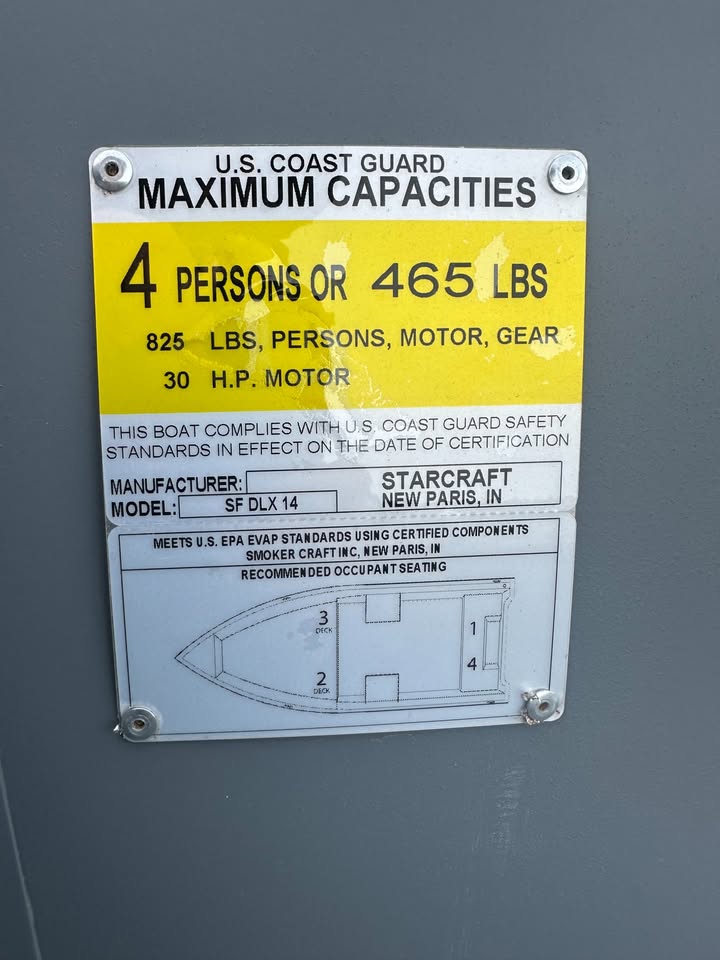 U.S. COAST GUARD
MAXIMUM CAPACITIES
4 PERSONS OR 465 LBS
825 LBS, PERSONS, MOTOR, GEAR
30 H.P. MOTOR
THIS BOAT COMPLIES WITH U.S. COAST GUARD SAFETY
STANDARDS IN EFFECT ON THE DATE OF CERTIFICATION
MANUFACTURER: STARCRAFT
NEW PARIS, IN
MODEL: SF DLX 14
MEETS U.S. EPA EVAP STANDARDS USING CERTIFIED COMPONENTS
SMOKER CRAFT INC, NEW PARIS, IN
RECOMMENDED OCCUPANT SEATING
3
DECK
1
4
2
DECK